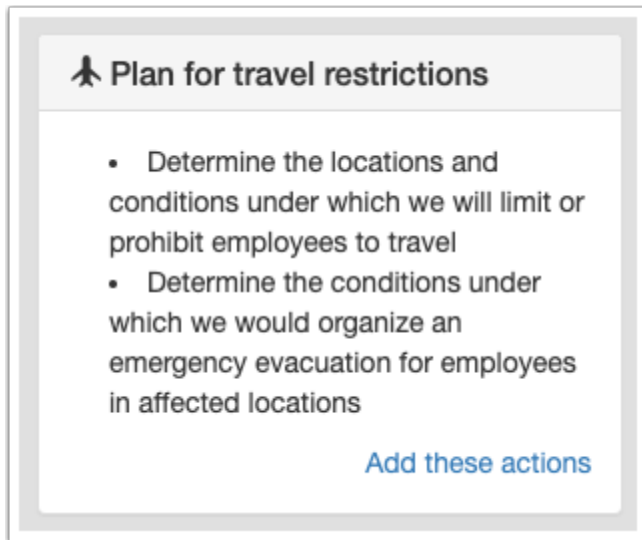 Plan for travel restrictions
• Determine the locations and
conditions under which we will limit or
prohibit employees to travel
• Determine the conditions under
which we would organize an
emergency evacuation for employees
in affected locations
Add these actions